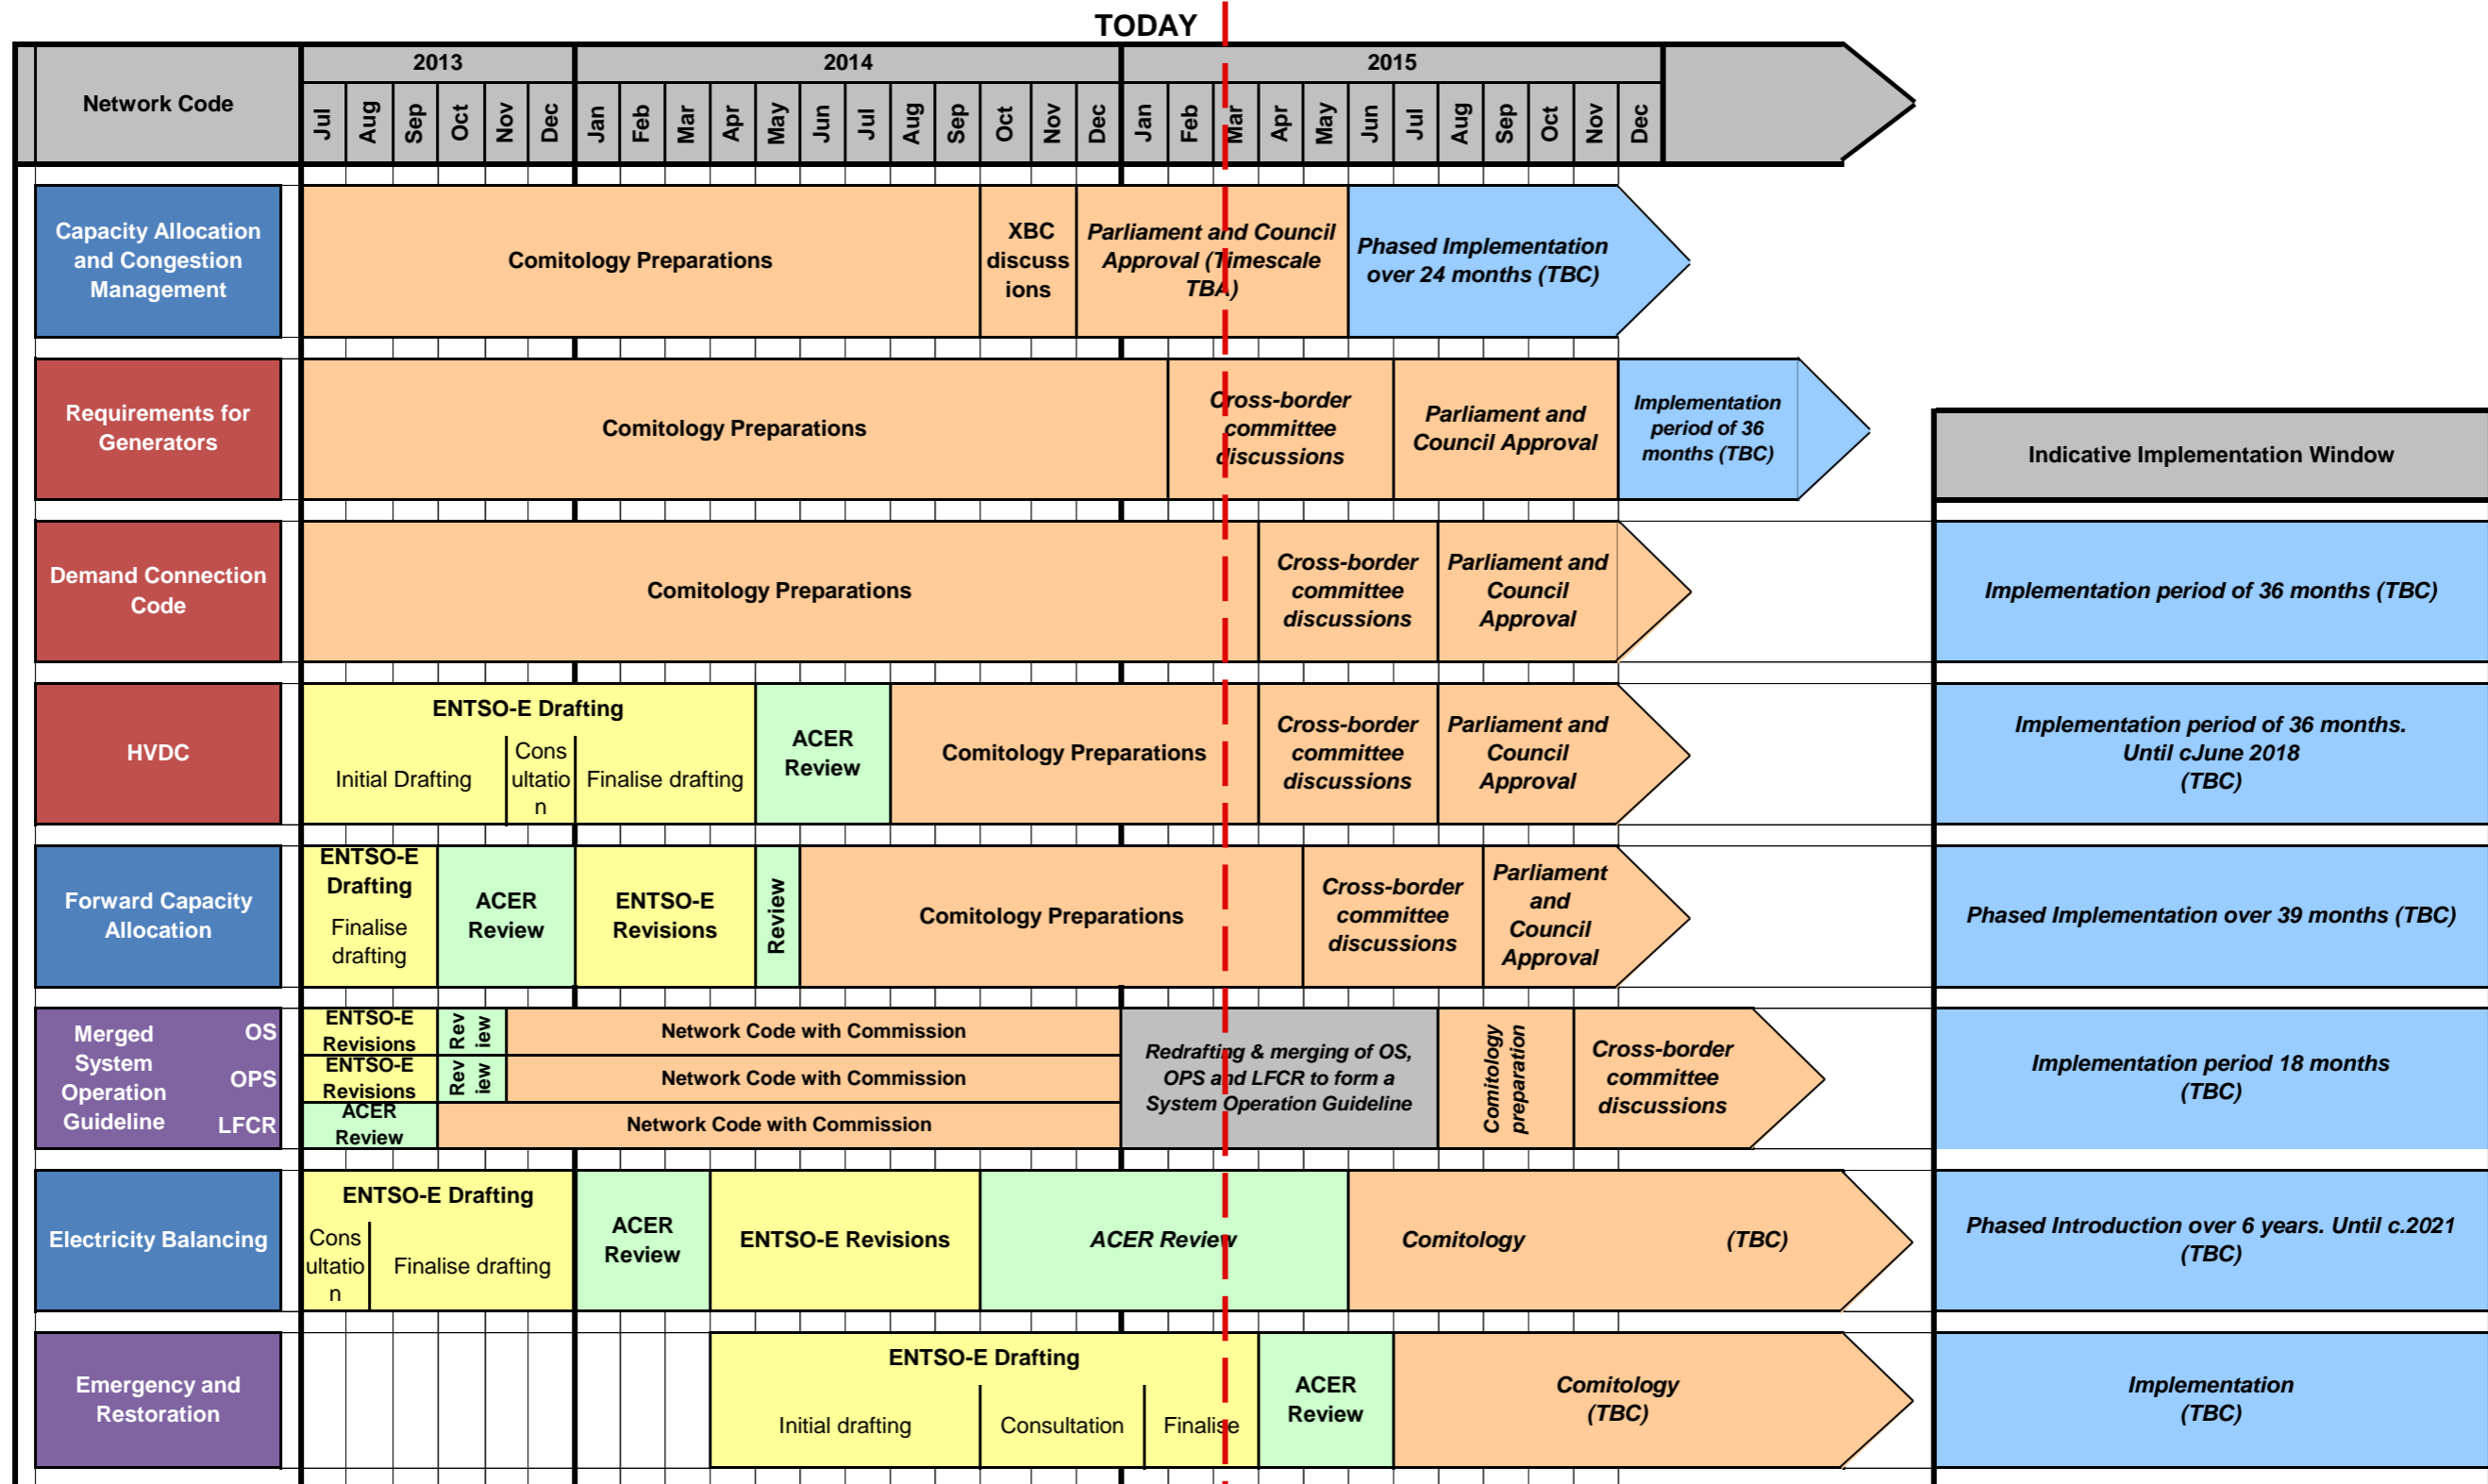 TODAY
Network Code
2013
2014
2015
Jul
Aug
Sep
Oct
Nov
Dec
Jan
Feb
Mar
Apr
May
Jun
Jul
Aug
Sep
Oct
Nov
Dec
Jan
Feb
Mar
Apr
May
Jun
Jul
Aug
Sep
Oct
Nov
Dec
Capacity Allocation
and Congestion
Management
Comitology Preparations
XBC
discuss
ions
Parliament and Council
Approval (Timescale
TBA)
Phased Implementation
over 24 months (TBC)
Requirements for
Generators
Comitology Preparations
Cross-border
committee
discussions
Parliament and
Council Approval
Implementation
period of 36
months (TBC)
Indicative Implementation Window
Demand Connection
Code
Comitology Preparations
Cross-border
committee
discussions
Parliament and
Council
Approval
Implementation period of 36 months (TBC)
HVDC
ENTSO-E Drafting
Initial Drafting
Cons
ultatio
n
Finalise drafting
ACER
Review
Comitology Preparations
Cross-border
committee
discussions
Parliament and
Council
Approval
Implementation period of 36 months.
Until cJune 2018
(TBC)
Forward Capacity
Allocation
ENTSO-E
Drafting
Finalise
drafting
ACER
Review
ENTSO-E
Revisions
Review
Comitology Preparations
Cross-border
committee
discussions
Parliament
and
Council
Approval
Phased Implementation over 39 months (TBC)
Merged
System
Operation
Guideline
OS
OPS
LFCR
ENTSO-E
Revisions
Rev
iew
Network Code with Commission
ENTSO-E
Revisions
Rev
iew
Network Code with Commission
ACER
Review
Network Code with Commission
Redrafting & merging of OS,
OPS and LFCR to form a
System Operation Guideline
Comitology
preparation
Cross-border
committee
discussions
Implementation period 18 months
(TBC)
Electricity Balancing
ENTSO-E Drafting
Cons
ultatio
n
Finalise drafting
ACER
Review
ENTSO-E Revisions
ACER Review
Comitology (TBC)
Phased Introduction over 6 years. Until c.2021
(TBC)
Emergency and
Restoration
ENTSO-E Drafting
Initial drafting
Consultation
Finalise
ACER
Review
Comitology
(TBC)
Implementation
(TBC)